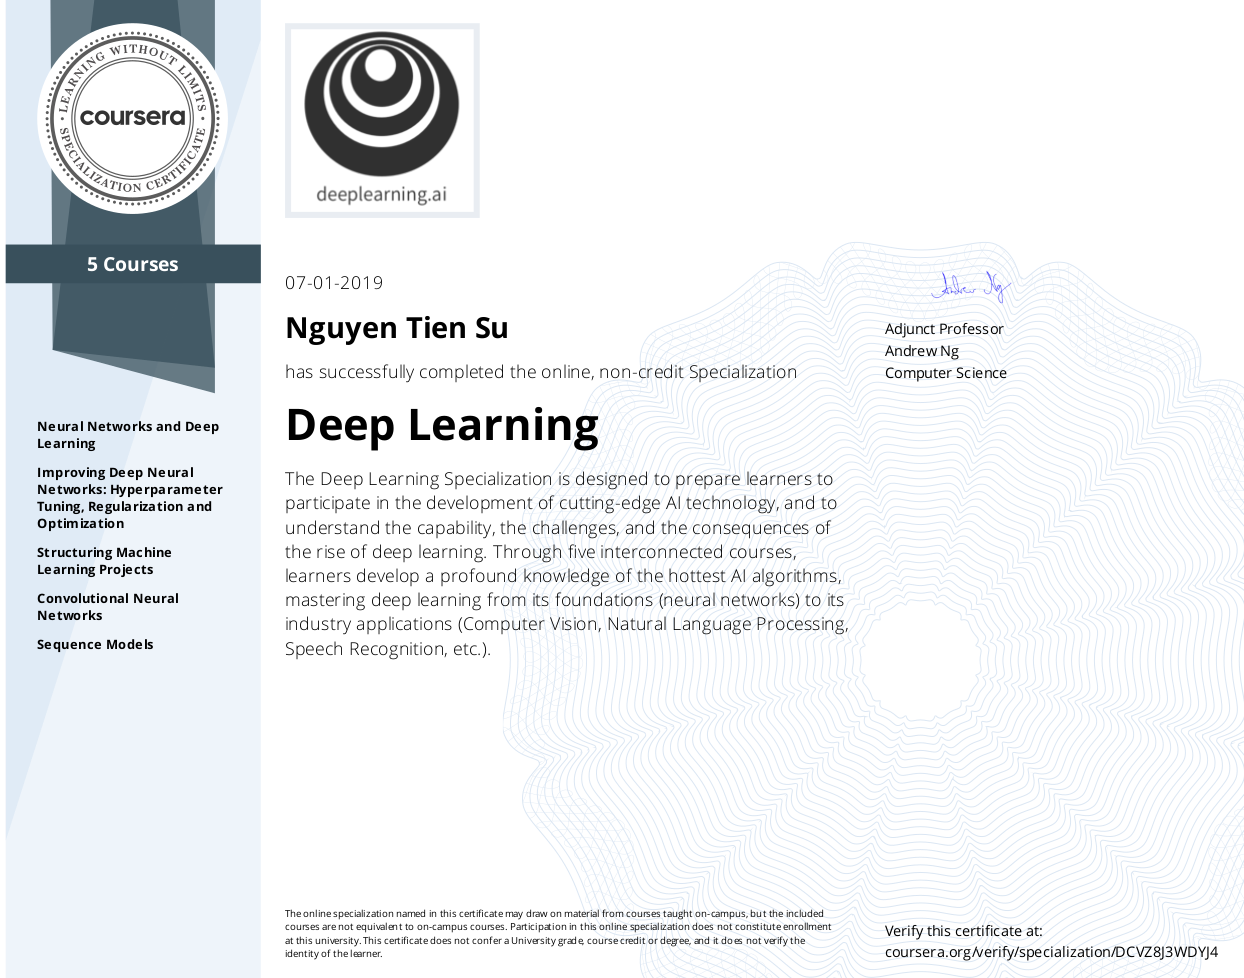 LEARNING WITHOUT LIMITS
coursera
SPECIALIZATION CERTIFICATE
5 Courses
Neural Networks and Deep
Learning
Improving Deep Neural
Networks: Hyperparameter
Tuning, Regularization and
Optimization
Structuring Machine
Learning Projects
Convolutional Neural
Networks
Sequence Models
deeplearning.ai
07-01-2019
Nguyen Tien Su
has successfully completed the online, non-credit Specialization
Deep Learning
The Deep Learning Specialization is designed to prepare learners to
participate in the development of cutting-edge AI technology, and to
understand the capability, the challenges, and the consequences of
the rise of deep learning. Through five interconnected courses,
learners develop a profound knowledge of the hottest AI algorithms,
mastering deep learning from its foundations (neural networks) to its
industry applications (Computer Vision, Natural Language Processing,
Speech Recognition, etc.).
Andrew Ng
Adjunct Professor
Andrew Ng
Computer Science
The online specialization named in this certificate may draw on material from courses taught on-campus, but the included
courses are not equivalent to on-campus courses. Participation in this online specialization does not constitute enrollment
at this university. This certificate does not confer a University grade, course credit or degree, and it does not verify the
identity of the learner.
Verify this certificate at:
coursera.org/verify/specialization/DCVZ8J3WDYJ4